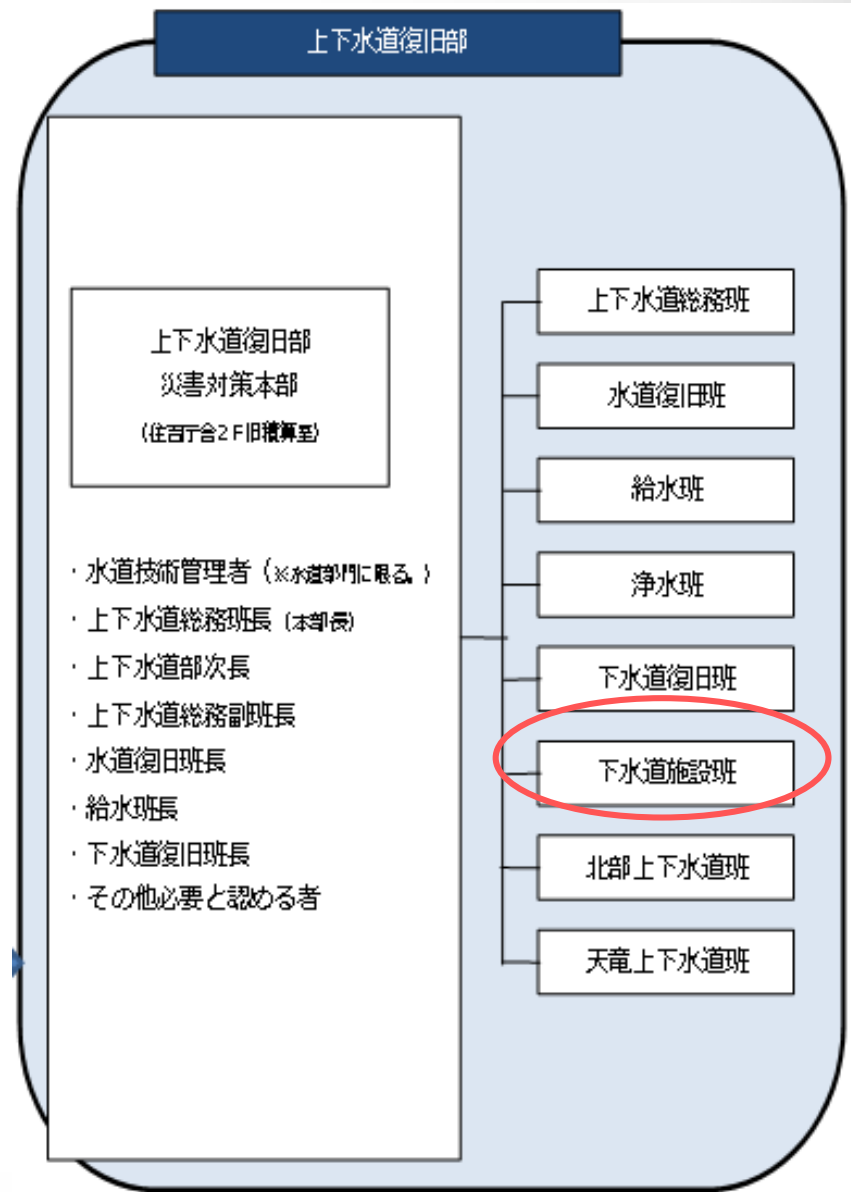 上下水道復旧部
上下水道復旧部
災害対策本部
(住吉庁舎2F旧積算室)
・水道技術管理者(※水道部門に限る。)
・上下水道総務班長(本部長)
・上下水道部次長
・上下水道総務副班長
・水道復旧班長
・給水班長
・下水道復旧班長
・その他必要と認める者
上下水道総務班
水道復旧班
給水班
浄水班
下水道復旧班
下水道施設班
北部上下水道班
天竜上下水道班